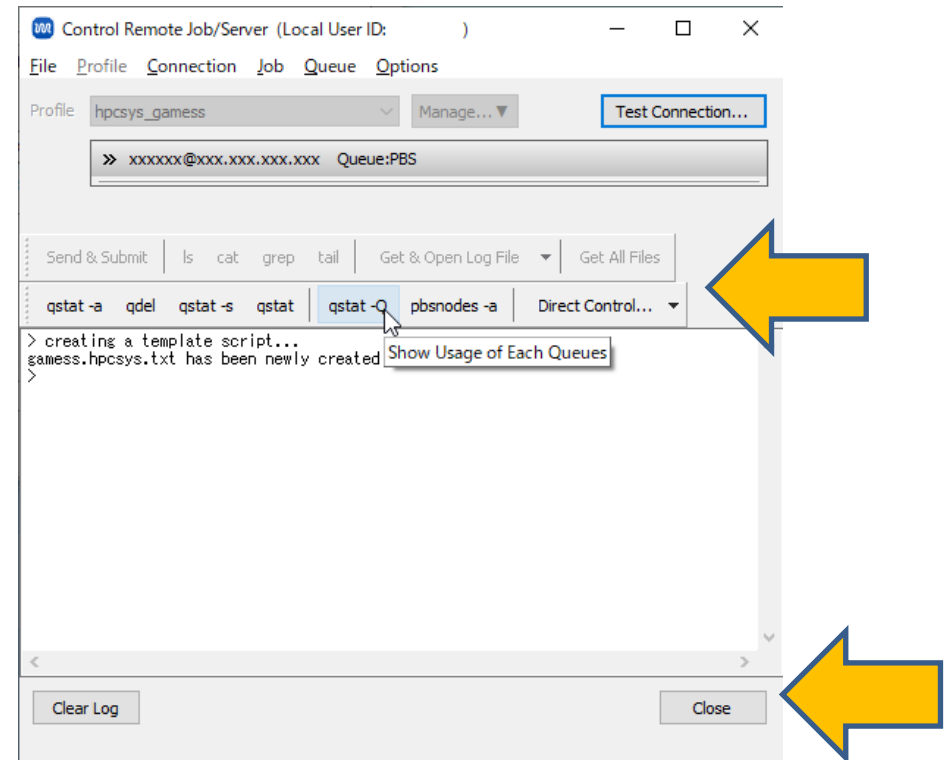 Control Remote Job/Server (Local User ID: )
File Profile Connection Job Queue Options
Profile hpcsys_gamess Manage...▼ Test Connection...
» xxxxxx@xxx.xxx.xxx.xxx Queue:PBS
Send & Submit ls cat grep tail Get & Open Log File ▼ Get All Files
qstat -a qdel qstat -s qstat qstat -Q pbsnodes -a Direct Control... ▼
> creating a template script...
gamess.hpcsys.txt has been newly created
Show Usage of Each Queues
>
Clear Log Close